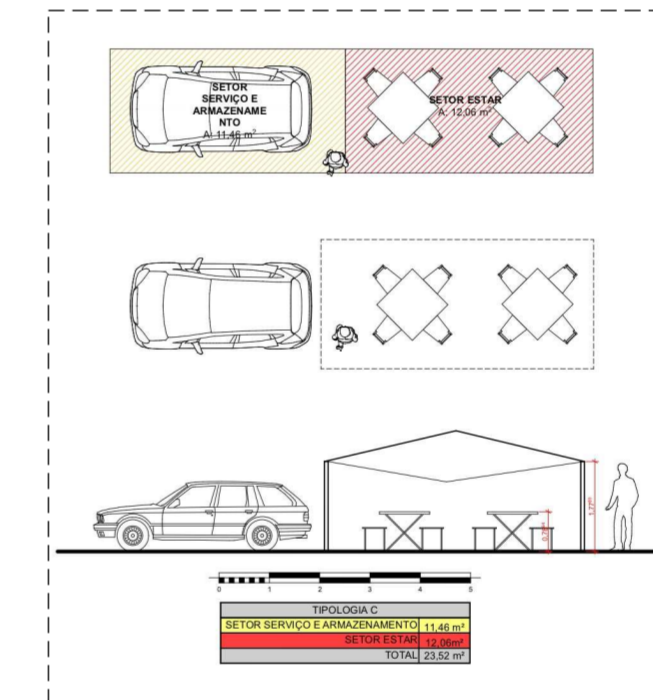 SETOR
SERVIÇO E
ARMAZENAME
NTO
A: 11,46 m²
SETOR ESTAR
A: 12,06 m²
0 1 2 3 4 5
TIPOLOGIA C
SETOR SERVIÇO E ARMAZENAMENTO 11,46 m²
SETOR ESTAR 12,06m²
TOTAL 23,52 m²